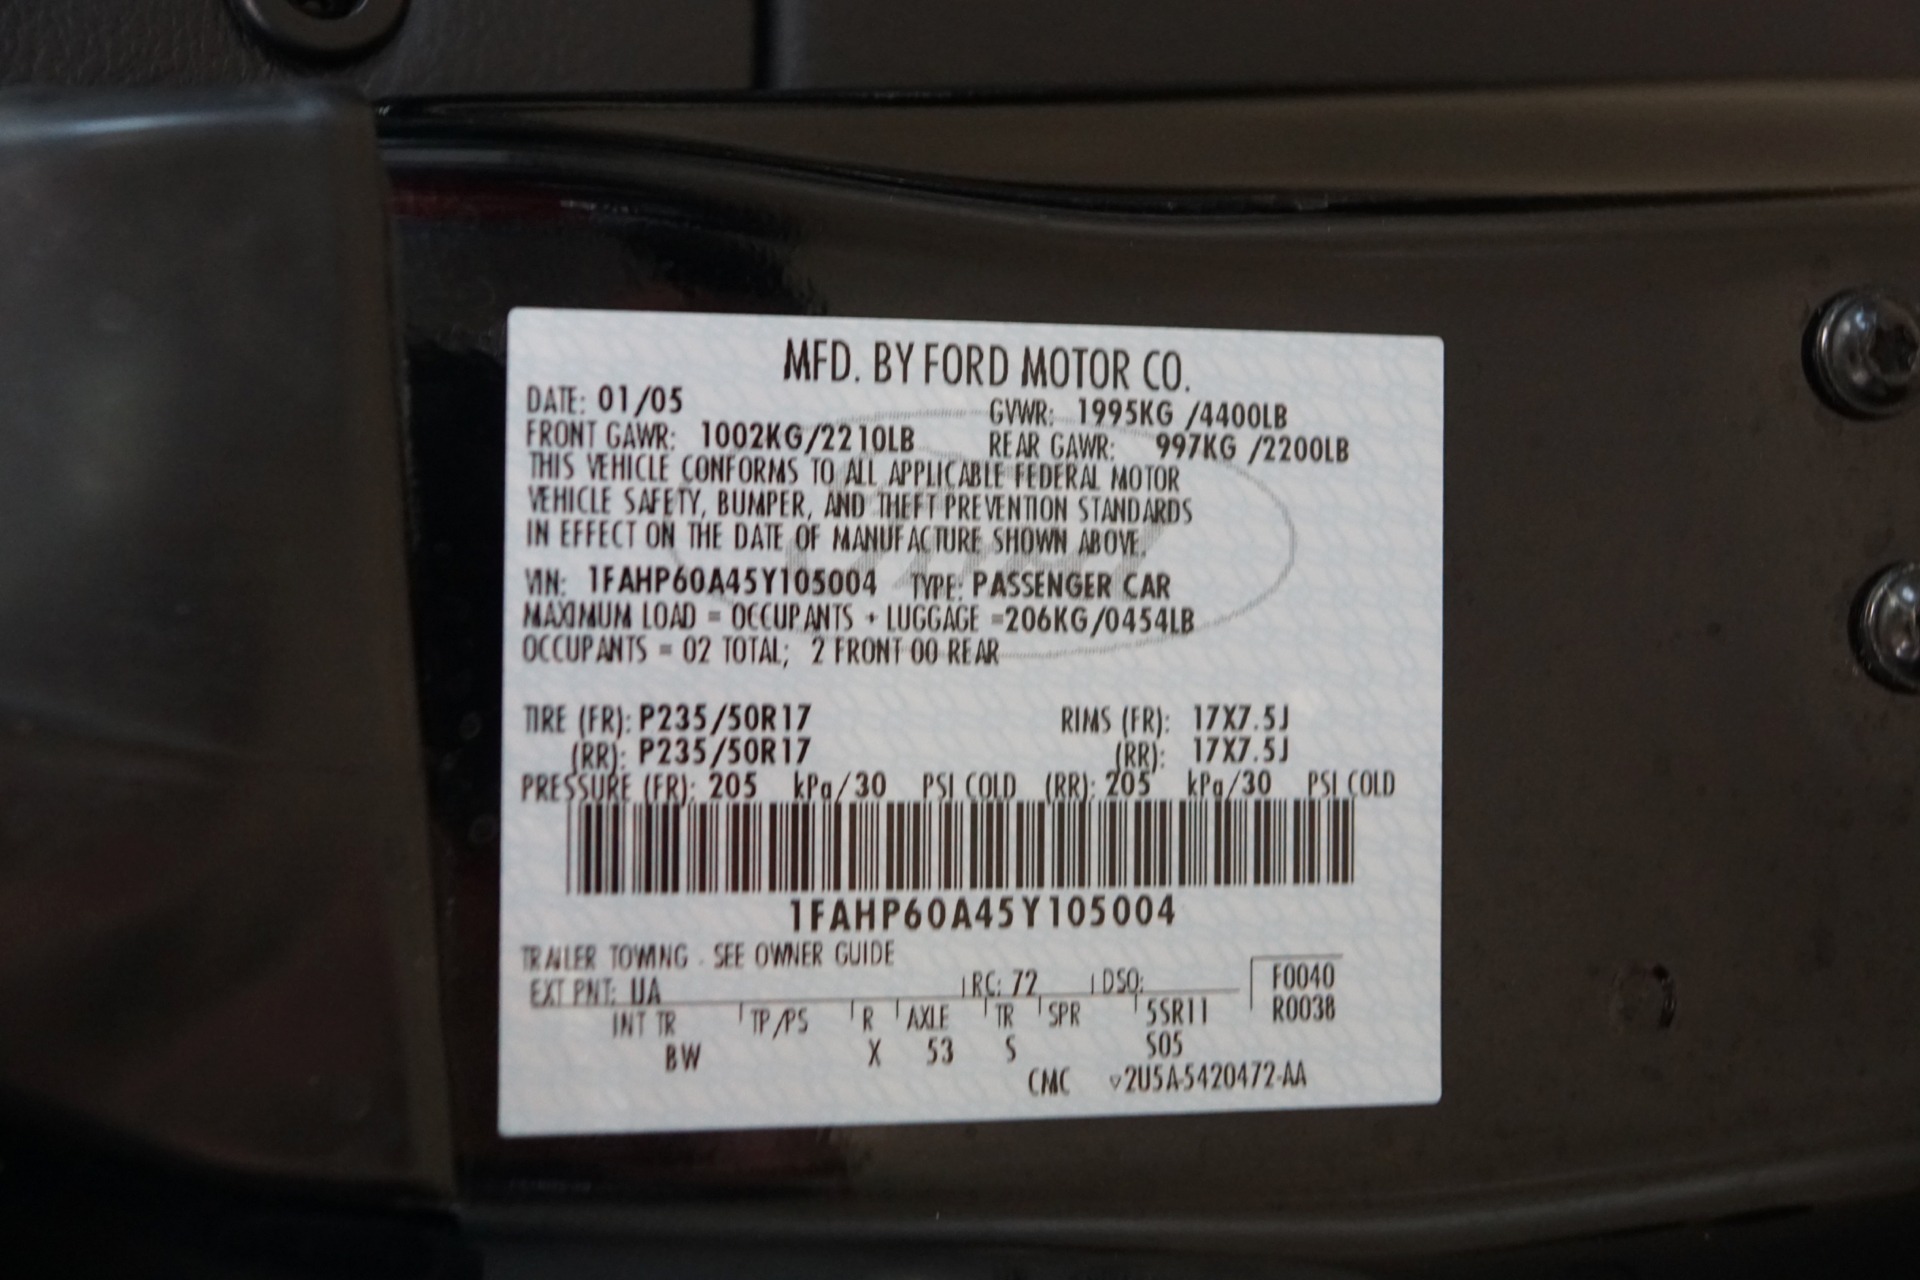 MFD. BY FORD MOTOR CO.
DATE: 01/05 GVWR: 1995KG /4400LB
FRONT GAWR: 1002KG/2210LB REAR GAWR: 997KG /2200LB
THIS VEHICLE CONFORMS TO ALL APPLICABLE FEDERAL MOTOR
VEHICLE SAFETY, BUMPER, AND THEFT PREVENTION STANDARDS
IN EFFECT ON THE DATE OF MANUFACTURE SHOWN ABOVE.
VIN: 1FAHP60A45Y105004 TYPE: PASSENGER CAR
MAXIMUM LOAD = OCCUPANTS + LUGGAGE =206KG/0454LB
OCCUPANTS = 02 TOTAL; 2 FRONT 00 REAR
TIRE (FR): P235/50R17 RIMS (FR): 17X7.5J
(RR): P235/50R17 (RR): 17X7.5J
PRESSURE (FR): 205 kPa/30 PSI COLD (RR): 205 kPa/30 PSI COLD
1FAHP60A45Y105004
TRAILER TOWING - SEE OWNER GUIDE
EXT PNT: UA RC: 72 DSO: F0040
INT TR TP/PS R AXLE TR SPR 5SR11 R0038
BW X 53 S S05
CMC ▽2U5A-5420472-AA